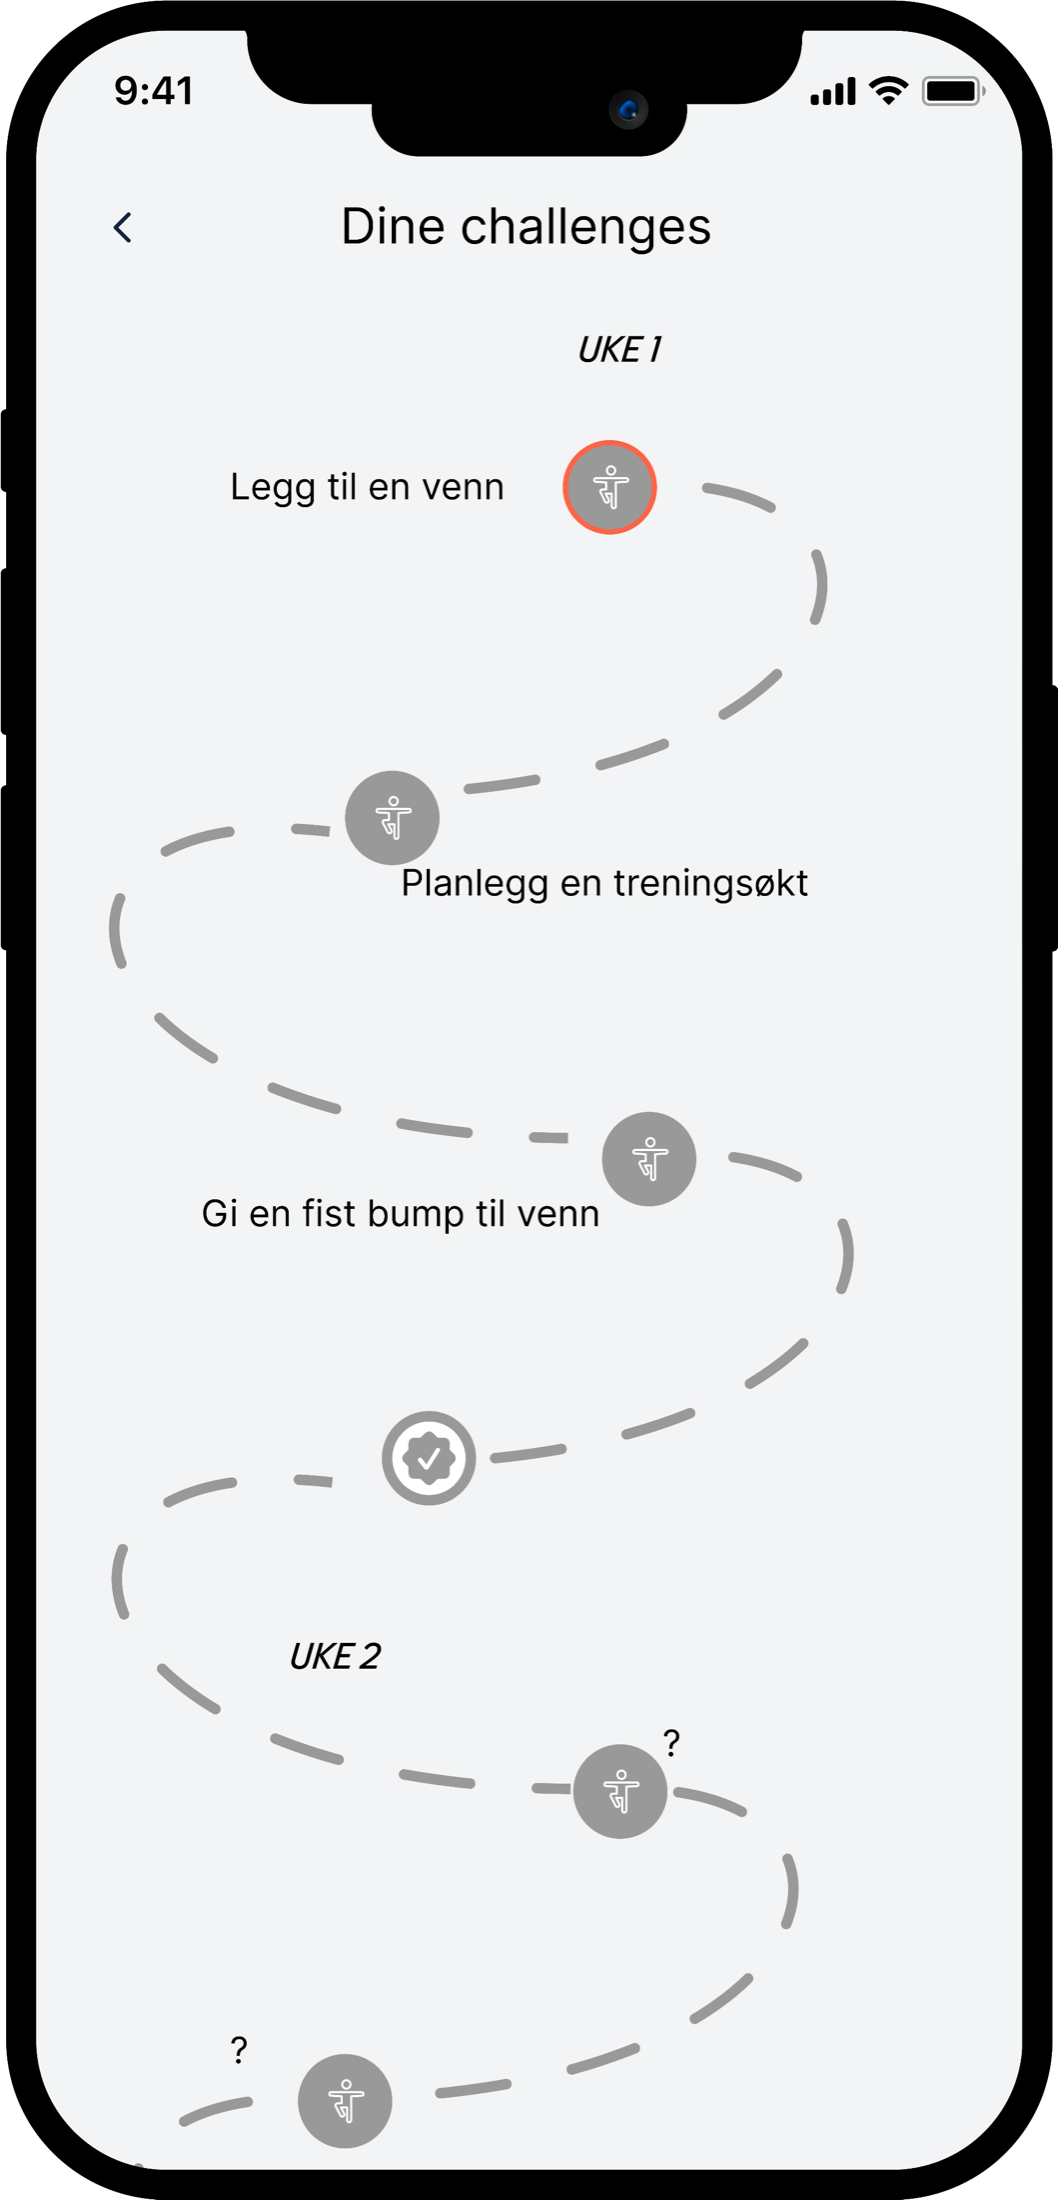 9:41
Dine challenges
UKE 1
Legg til en venn
Planlegg en treningsøkt
Gi en fist bump til venn
UKE 2
?
?